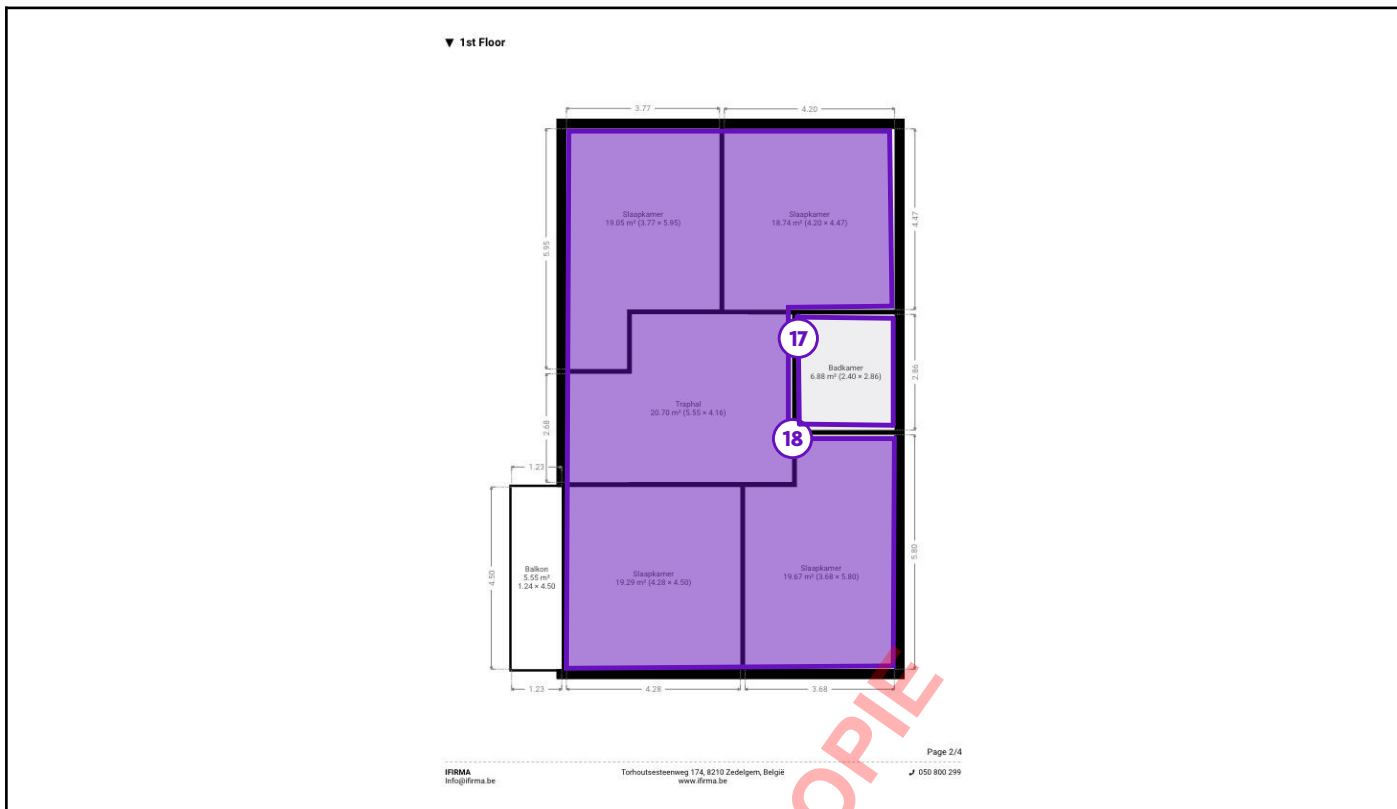 ▼ 1st Floor
3.77
4.20
5.95
4.47
Slaapkamer
19.05 m² (3.77 × 5.95)
Slaapkamer
18.74 m² (4.20 × 4.47)
17
Badkamer
6.88 m² (2.40 × 2.86)
2.86
Traphal
20.70 m² (5.55 × 4.16)
2.68
18
1.23
4.50
Balkon
5.55 m²
1.24 × 4.50
Slaapkamer
19.29 m² (4.28 × 4.50)
Slaapkamer
19.67 m² (3.68 × 5.80)
5.80
1.23
4.28
3.68
OPIE
Page 2/4
IFIRMA
Info@ifirma.be
Torhoutsesteenweg 174, 8210 Zedelgem, België
www.ifirma.be
050 800 299